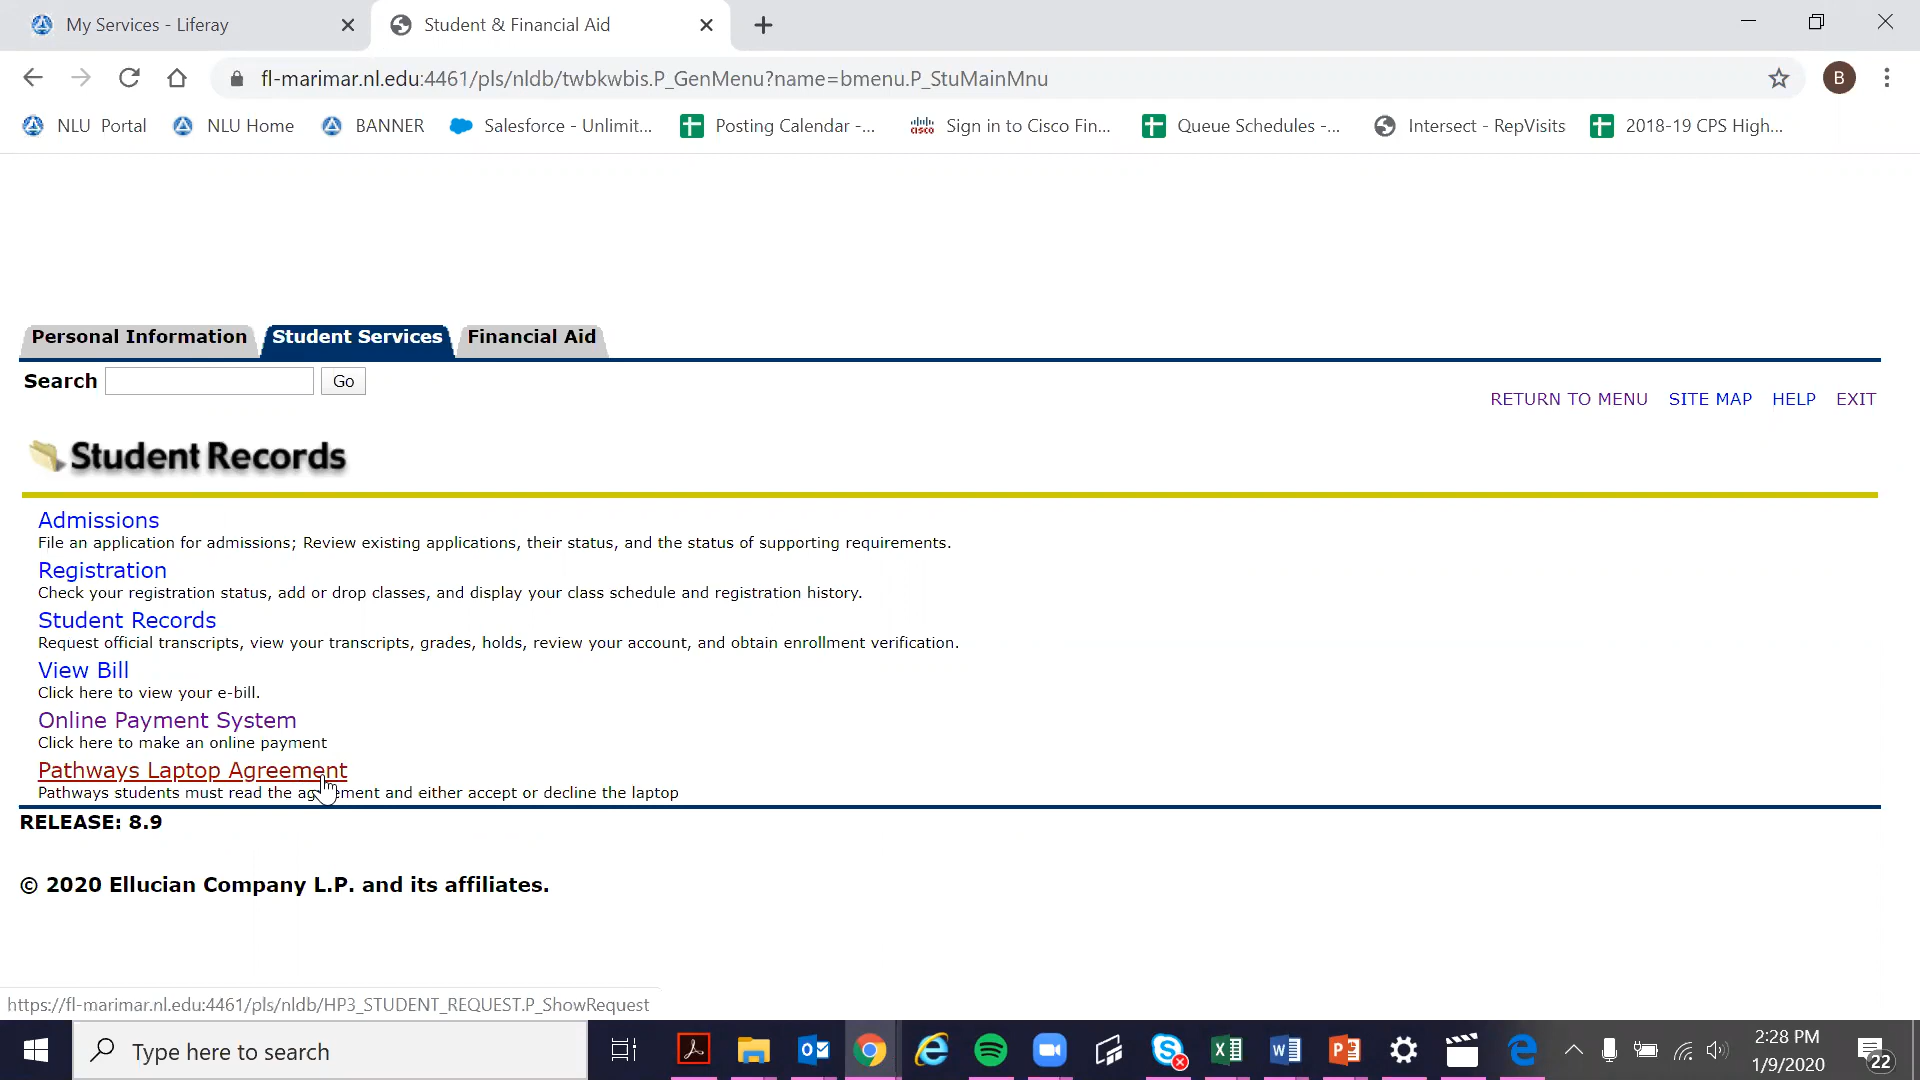 My Services - Liferay
Student & Financial Aid
fl-marimar.nl.edu:4461/pls/nldb/twbkwbis.P_GenMenu?name=bmenu.P_StuMainMnu
B
NLU Portal
NLU Home
BANNER
Salesforce - Unlimit...
Posting Calendar -...
Sign in to Cisco Fin...
Queue Schedules -...
Intersect - RepVisits
2018-19 CPS High...
Personal Information
Student Services
Financial Aid
Search
Go
RETURN TO MENU
SITE MAP
HELP
EXIT
Student Records
Admissions
File an application for admissions; Review existing applications, their status, and the status of supporting requirements.
Registration
Check your registration status, add or drop classes, and display your class schedule and registration history.
Student Records
Request official transcripts, view your transcripts, grades, holds, review your account, and obtain enrollment verification.
View Bill
Click here to view your e-bill.
Online Payment System
Click here to make an online payment
Pathways Laptop Agreement
Pathways students must read the agreement and either accept or decline the laptop
RELEASE: 8.9
© 2020 Ellucian Company L.P. and its affiliates.
https://fl-marimar.nl.edu:4461/pls/nldb/HP3_STUDENT_REQUEST.P_ShowRequest
Type here to search
2:28 PM
1/9/2020
22